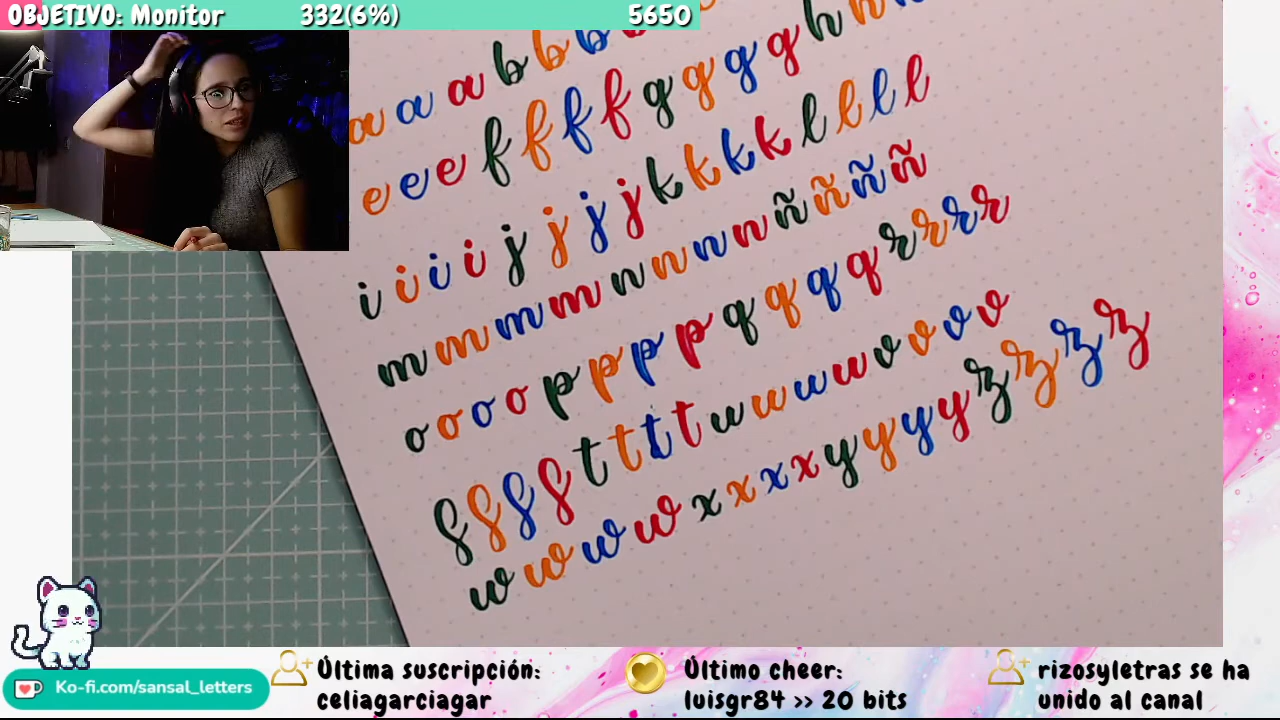 OBJETIVO: Monitor 332(6%) 5650
a a a b b b
e e e f f f f g g g g h h
i i i i j j j j k k k k l l l l
m m m m n n n n ñ ñ ñ ñ
o o o o p p p p q q q q r r r r
s s s s t t t t u u u u v v v v
w w w w x x x x y y y y z z z z
Ko-fi.com/sansal_letters
Última suscripción:
celiagarciagar
Último cheer:
luisgr84 >> 20 bits
rizosyletras se ha
unido al canal